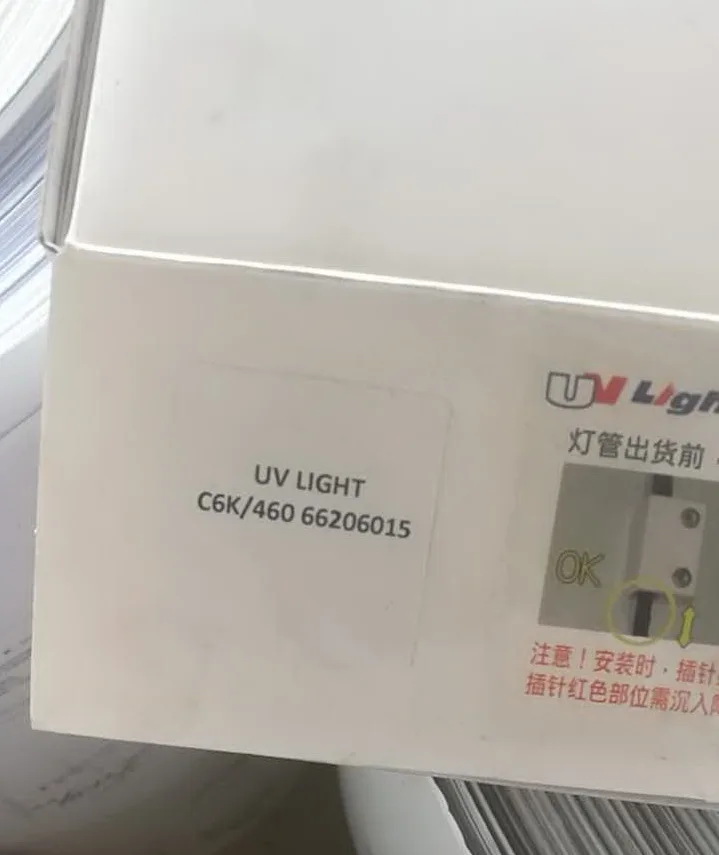 UV LIGHT
C6K/460 66206015
UV
灯管出货前
OK
注意！安装时，插针
插针红色部位需沉入